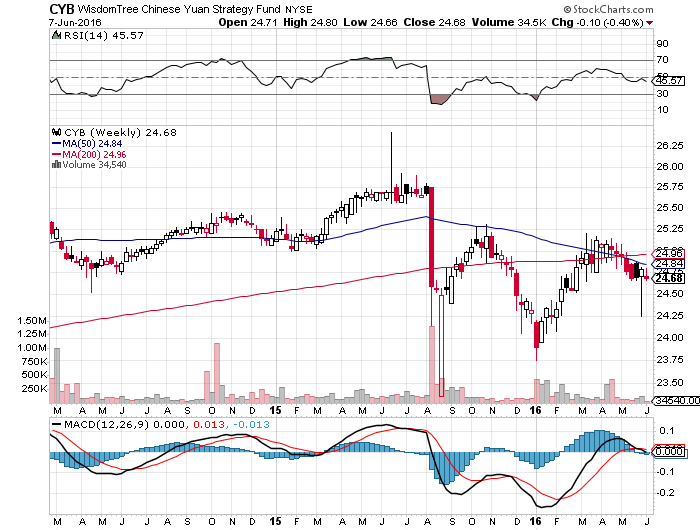 CYB WisdomTree Chinese Yuan Strategy Fund NYSE © StockCharts.com
7-Jun-2016 Open 24.71 High 24.80 Low 24.66 Close 24.68 Volume 34.5K Chg -0.10 (-0.40%)
RSI(14) 45.57
90
70
50
45.57
30
10
CYB (Weekly) 24.68
MA(50) 24.84
MA(200) 24.96
Volume 34,540
26.25
26.00
25.75
25.50
25.25
25.00
24.96
24.84
24.75
24.68
24.50
24.25
24.00
23.75
23.50
34540.00
1.50M
1.25M
1.00M
750K
500K
250K
M A M J J A S O N D 15 F M A M J J A S O N D 16 F M A M J
MACD(12,26,9) 0.000, 0.013, -0.013
0.1
0.000
-0.1
-0.2
M A M J J A S O N D 15 F M A M J J A S O N D 16 F M A M J